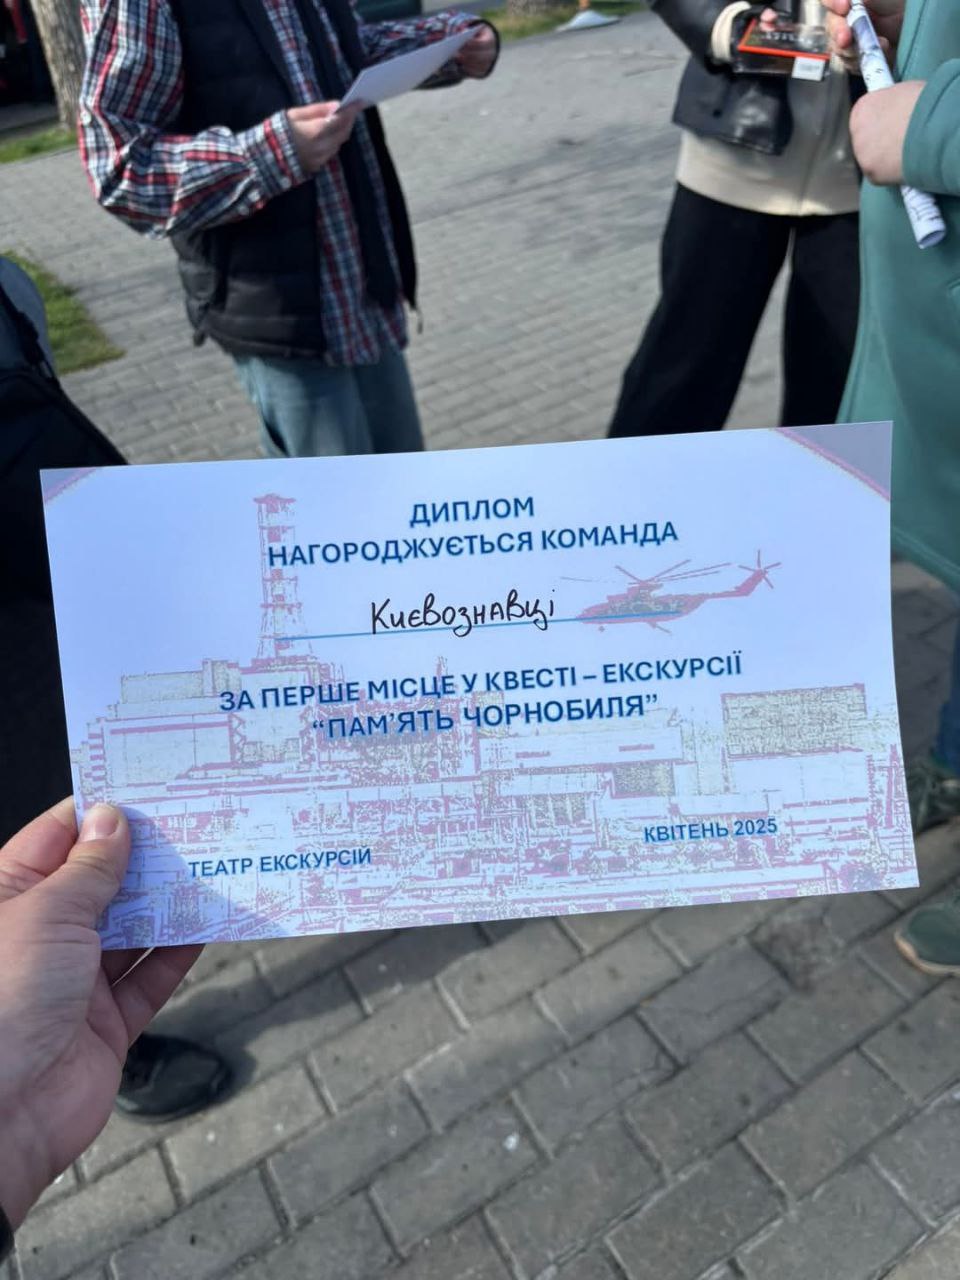 ДИПЛОМ
НАГОРОДЖУЄТЬСЯ КОМАНДА
Києвознавці
ЗА ПЕРШЕ МІСЦЕ У КВЕСТІ – ЕКСКУРСІЇ
“ПАМ’ЯТЬ ЧОРНОБИЛЯ”
ТЕАТР ЕКСКУРСІЙ
КВІТЕНЬ 2025